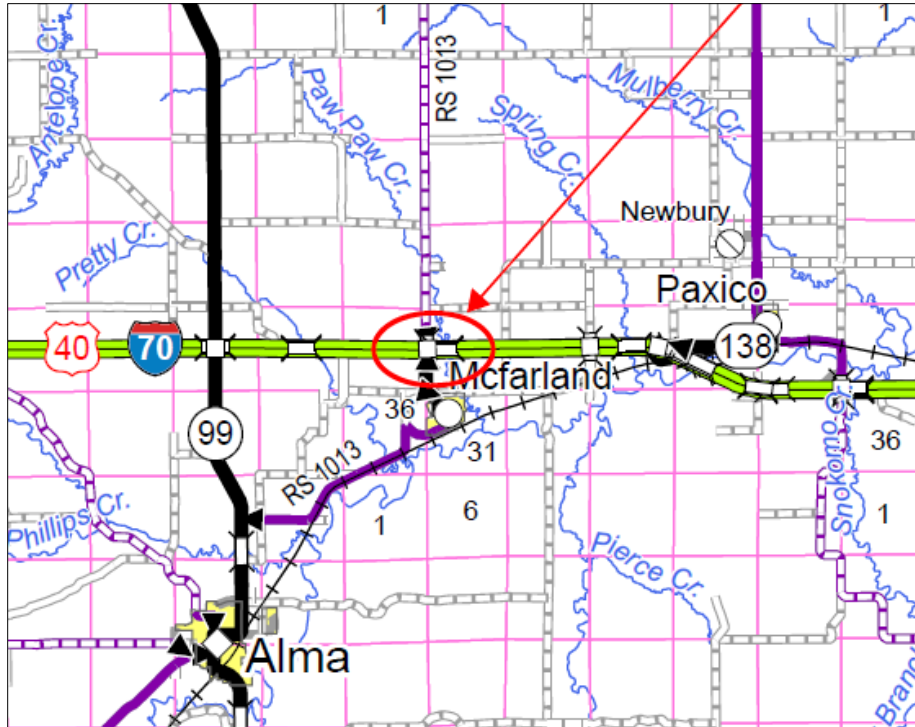 1
1
Antelope Cr.
Paw Paw Cr.
RS 1013
Spring Cr.
Mulberry Cr.
Newbury
Pretty Cr.
Paxico
40
70
138
Mcfarland
36
99
31
36
RS 1013
1
6
1
Snokomo Cr.
Phillips Cr.
Pierce Cr.
Alma
Branch